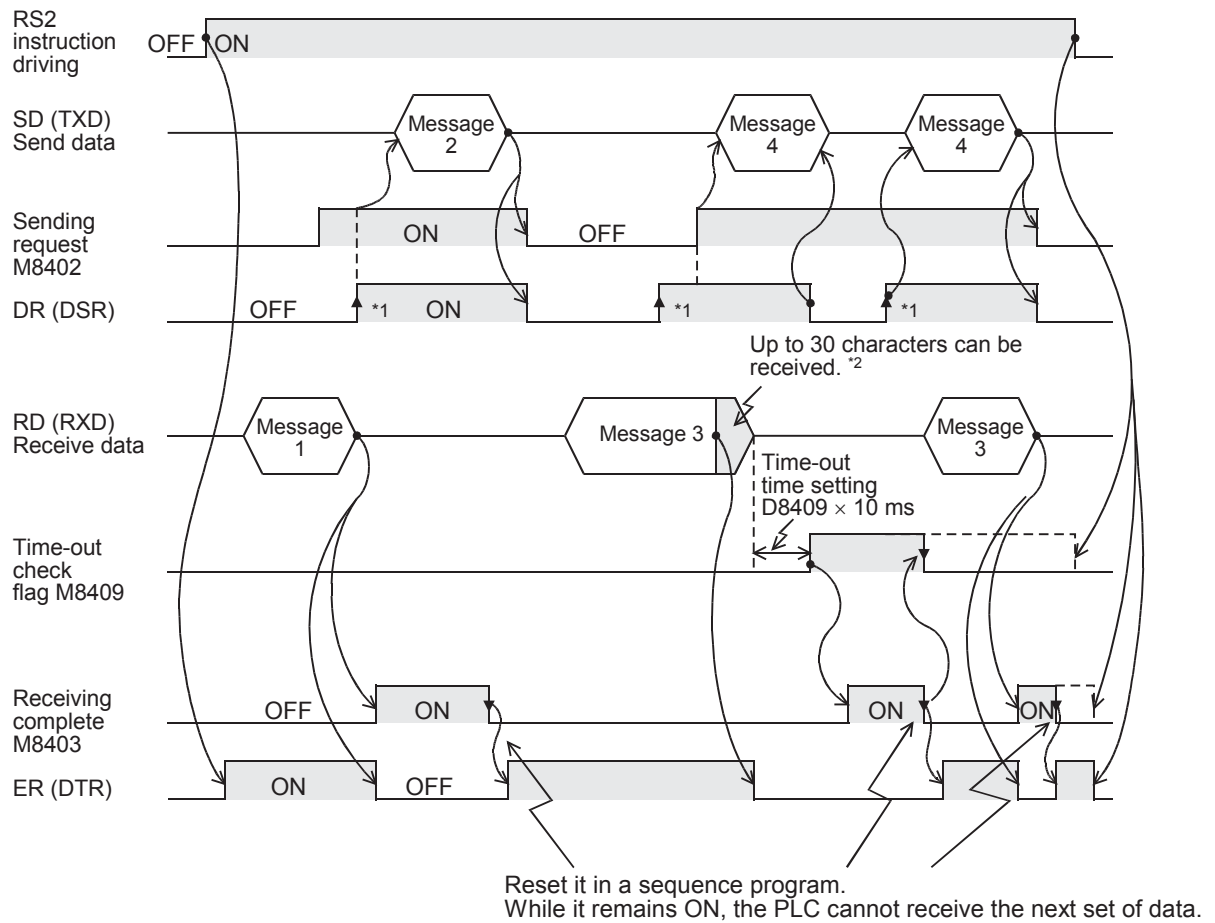 RS2
instruction
driving
OFF
ON
SD (TXD)
Send data
Message
2
Message
4
Message
4
Sending
request
M8402
ON
OFF
DR (DSR)
OFF
*1
ON
*1
*1
Up to 30 characters can be
received. *2
RD (RXD)
Receive data
Message
1
Message 3
Message
3
Time-out
time setting
D8409 × 10 ms
Time-out
check
flag M8409
Receiving
complete
M8403
OFF
ON
ON
ON
ER (DTR)
ON
OFF
Reset it in a sequence program.
While it remains ON, the PLC cannot receive the next set of data.